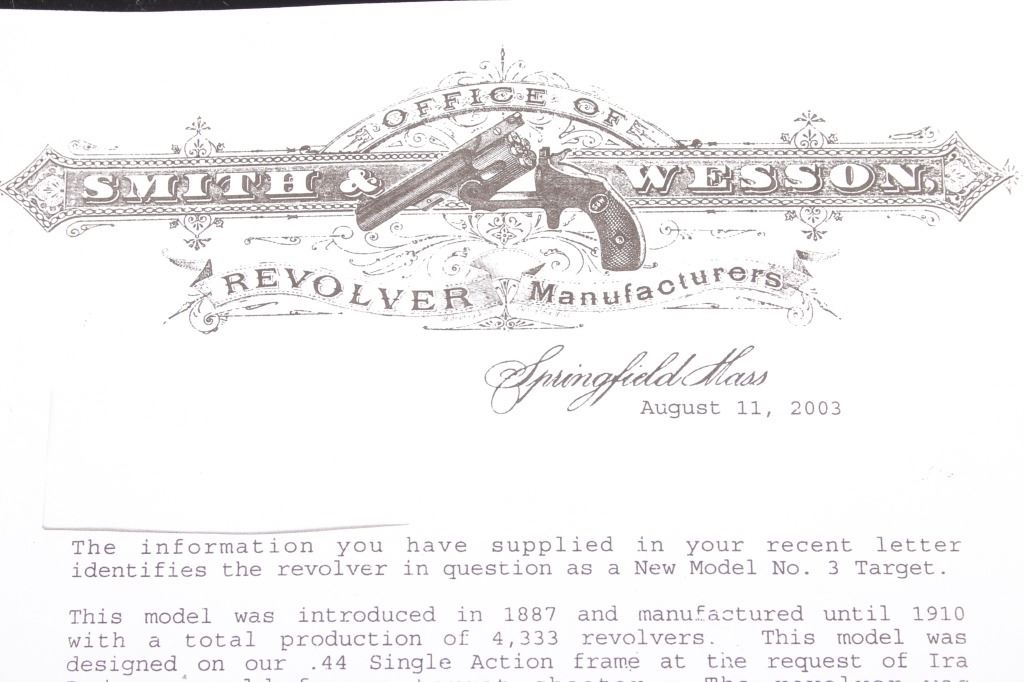 OFFICE OF
SMITH & WESSON,
REVOLVER Manufacturers
Springfield Mass
August 11, 2003
The information you have supplied in your recent letter
identifies the revolver in question as a New Model No. 3 Target.
This model was introduced in 1887 and manufactured until 1910
with a total production of 4,333 revolvers. This model was
designed on our .44 Single Action frame at the request of Ira
The revolver was